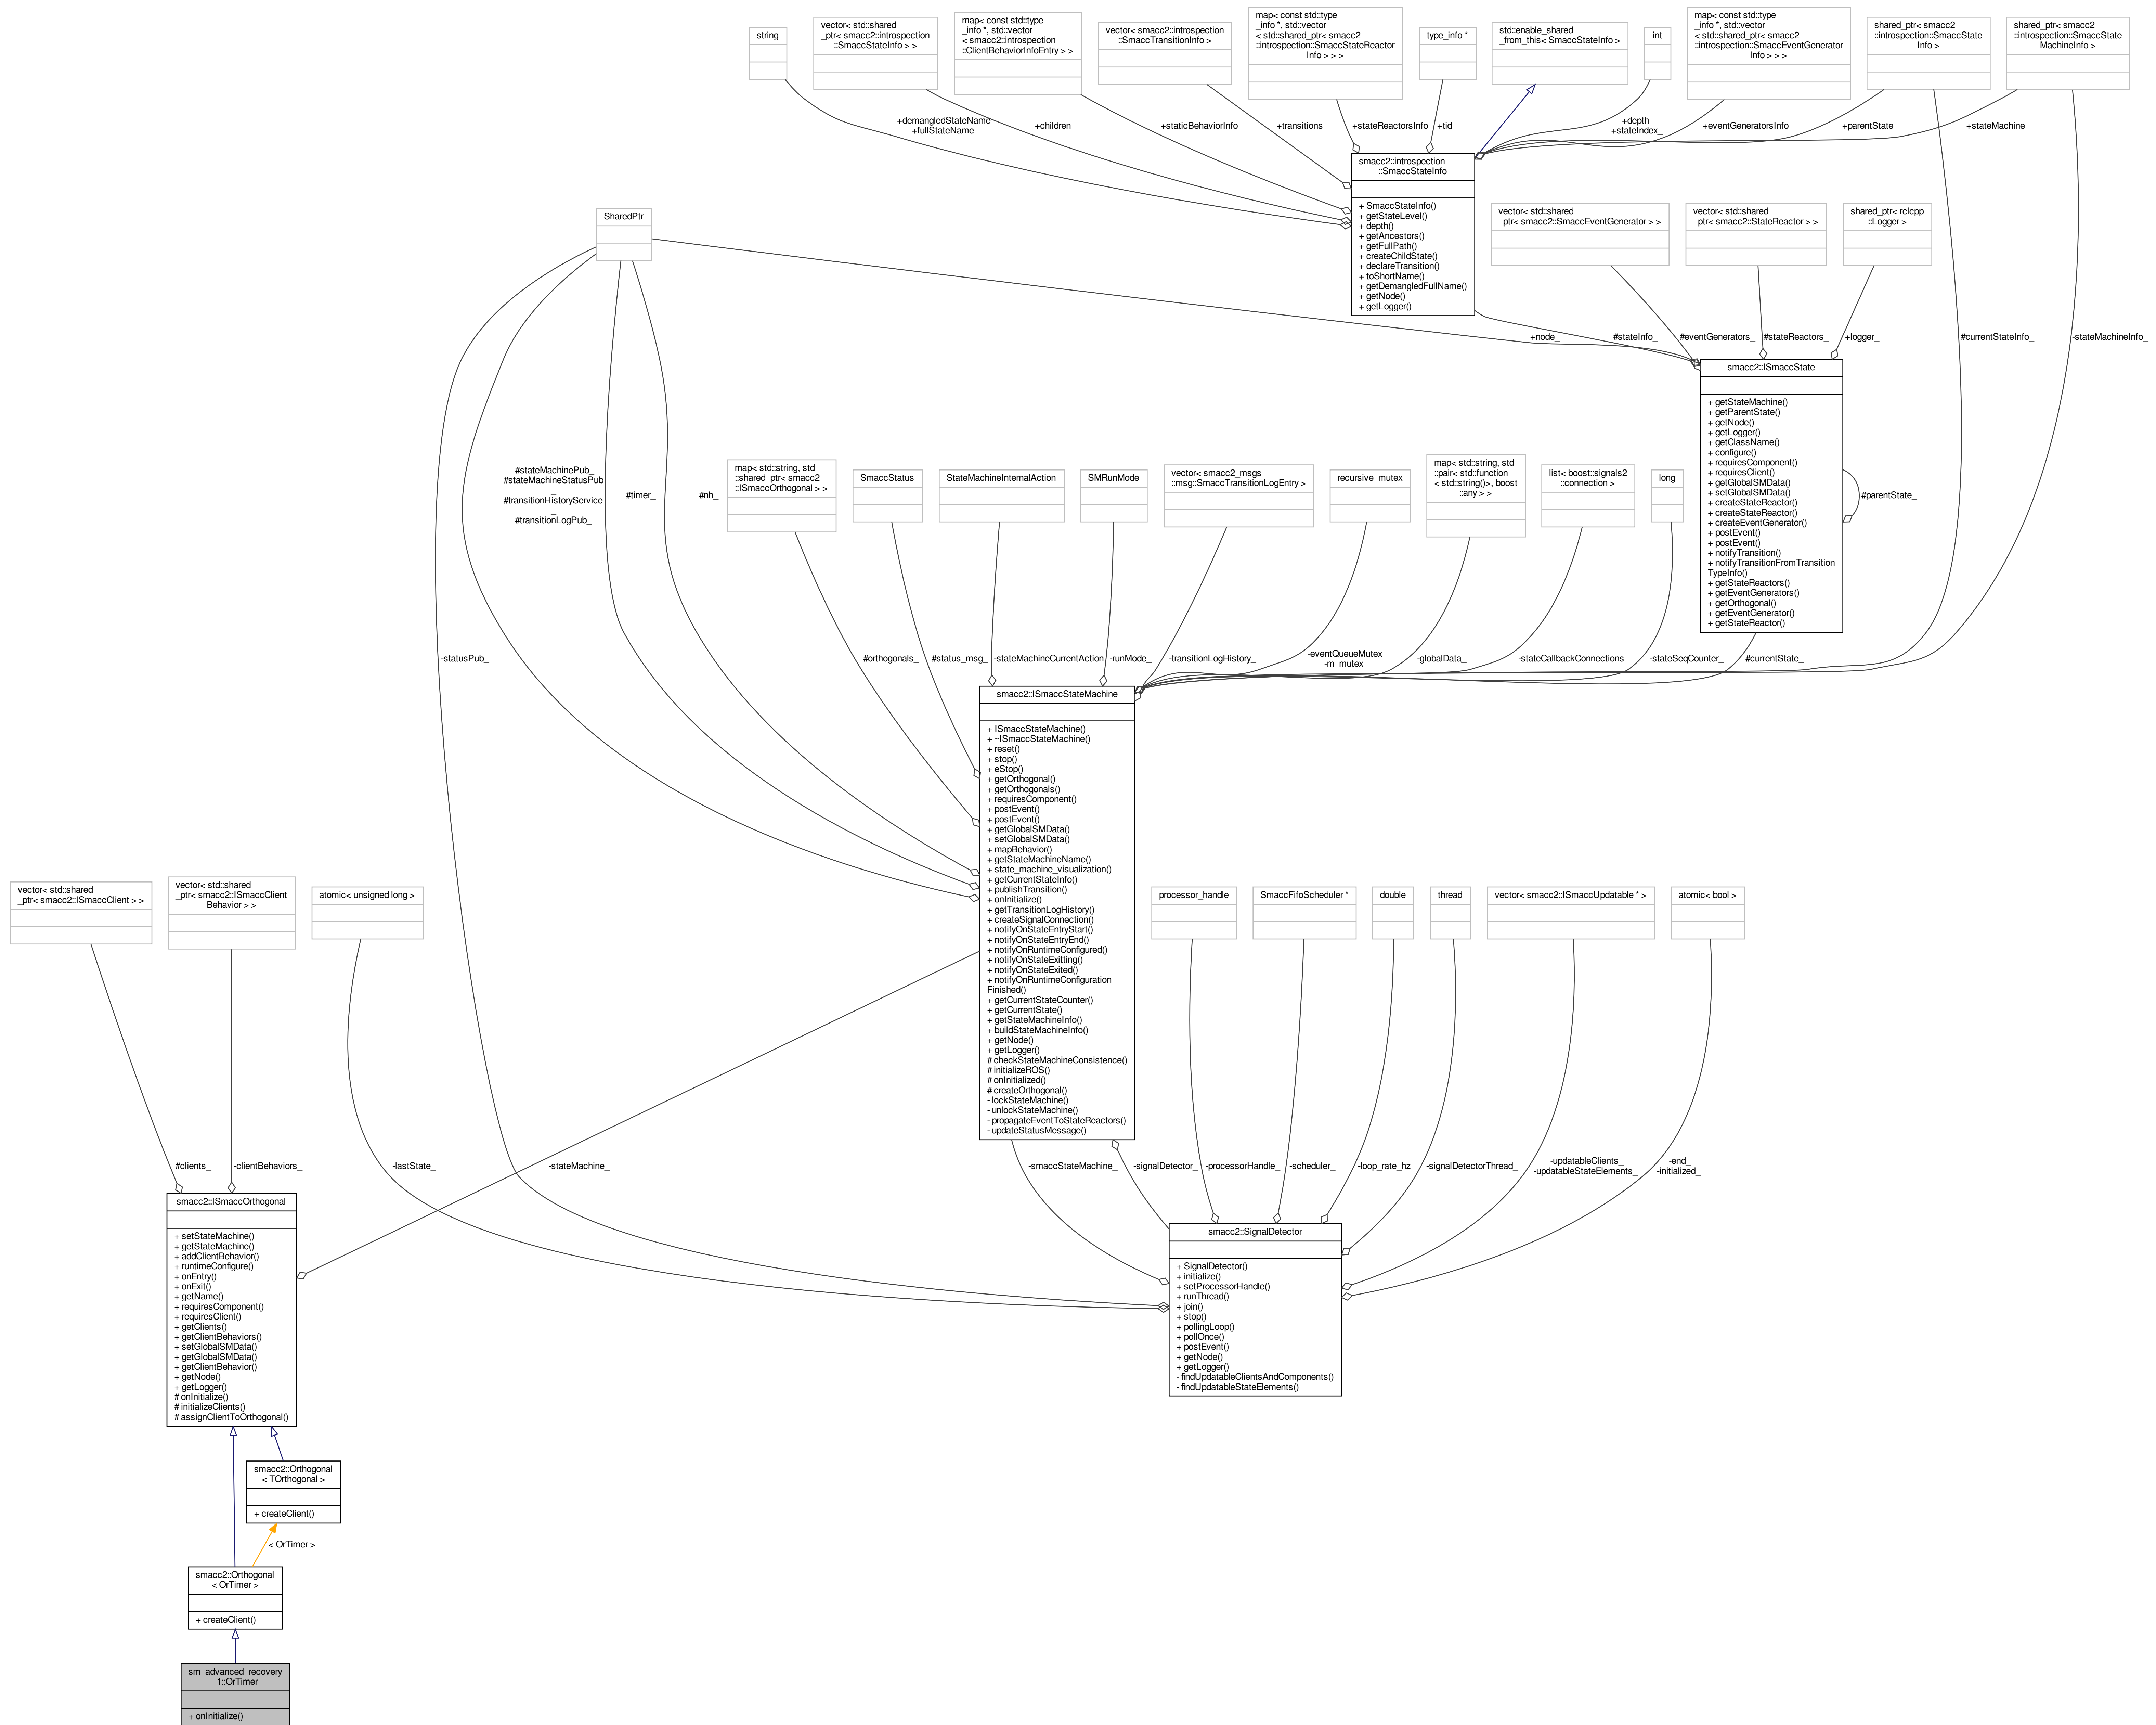 string
vector< std::shared
_ptr< smacc2::introspection
::SmaccStateInfo > >
map< const std::type
_info *, std::vector
< smacc2::introspection
::ClientBehaviorInfoEntry > >
vector< smacc2::introspection
::SmaccTransitionInfo >
map< const std::type
_info *, std::vector
< std::shared_ptr< smacc2
::introspection::SmaccStateReactor
Info > > >
type_info *
std::enable_shared
_from_this< SmaccStateInfo >
int
map< const std::type
_info *, std::vector
< std::shared_ptr< smacc2
::introspection::SmaccEventGenerator
Info > > >
shared_ptr< smacc2
::introspection::SmaccState
Info >
shared_ptr< smacc2
::introspection::SmaccState
MachineInfo >
+demangledStateName
+fullStateName
+children_
+staticBehaviorInfo
+transitions_
+stateReactorsInfo
+tid_
+depth_
+stateIndex_
+eventGeneratorsInfo
+parentState_
+stateMachine_
smacc2::introspection
::SmaccStateInfo
+ SmaccStateInfo()
+ getStateLevel()
+ depth()
+ getAncestors()
+ getFullPath()
+ createChildState()
+ declareTransition()
+ toShortName()
+ getDemangledFullName()
+ getNode()
+ getLogger()
SharedPtr
vector< std::shared
_ptr< smacc2::SmaccEventGenerator > >
vector< std::shared
_ptr< smacc2::StateReactor > >
shared_ptr< rclcpp
::Logger >
+node_
#stateInfo_
#eventGenerators_
#stateReactors_
+logger_
#currentStateInfo_
-stateMachineInfo_
smacc2::ISmaccState
+ getStateMachine()
+ getParentState()
+ getNode()
+ getLogger()
+ getClassName()
+ configure()
+ requiresComponent()
+ requiresClient()
+ getGlobalSMData()
+ setGlobalSMData()
+ createStateReactor()
+ createStateReactor()
+ createEventGenerator()
+ postEvent()
+ postEvent()
+ notifyTransition()
+ notifyTransitionFromTransition
TypeInfo()
+ getStateReactors()
+ getEventGenerators()
+ getOrthogonal()
+ getEventGenerator()
+ getStateReactor()
#parentState_
#stateMachinePub_
#stateMachineStatusPub
_
#transitionHistoryService
_
#transitionLogPub_
#timer_
#nh_
map< std::string, std
::shared_ptr< smacc2
::ISmaccOrthogonal > >
SmaccStatus
StateMachineInternalAction
SMRunMode
vector< smacc2_msgs
::msg::SmaccTransitionLogEntry >
recursive_mutex
map< std::string, std
::pair< std::function
< std::string()>, boost
::any > >
list< boost::signals2
::connection >
long
-statusPub_
#orthogonals_
#status_msg_
-stateMachineCurrentAction
-runMode_
-transitionLogHistory_
-eventQueueMutex_
-m_mutex_
-globalData_
-stateCallbackConnections
-stateSeqCounter_
#currentState_
smacc2::ISmaccStateMachine
+ ISmaccStateMachine()
+ ~ISmaccStateMachine()
+ reset()
+ stop()
+ eStop()
+ getOrthogonal()
+ getOrthogonals()
+ requiresComponent()
+ postEvent()
+ postEvent()
+ getGlobalSMData()
+ setGlobalSMData()
+ mapBehavior()
+ getStateMachineName()
+ state_machine_visualization()
+ getCurrentStateInfo()
+ publishTransition()
+ onInitialize()
+ getTransitionLogHistory()
+ createSignalConnection()
+ notifyOnStateEntryStart()
+ notifyOnStateEntryEnd()
+ notifyOnRuntimeConfigured()
+ notifyOnStateExitting()
+ notifyOnStateExited()
+ notifyOnRuntimeConfiguration
Finished()
+ getCurrentStateCounter()
+ getCurrentState()
+ getStateMachineInfo()
+ buildStateMachineInfo()
+ getNode()
+ getLogger()
# checkStateMachineConsistence()
# initializeROS()
# onInitialized()
# createOrthogonal()
- lockStateMachine()
- unlockStateMachine()
- propagateEventToStateReactors()
- updateStatusMessage()
vector< std::shared
_ptr< smacc2::ISmaccClient > >
vector< std::shared
_ptr< smacc2::ISmaccClient
Behavior > >
atomic< unsigned long >
processor_handle
SmaccFifoScheduler *
double
thread
vector< smacc2::ISmaccUpdatable * >
atomic< bool >
#clients_
-clientBehaviors_
-lastState_
-stateMachine_
-smaccStateMachine_
-signalDetector_
-processorHandle_
-scheduler_
-loop_rate_hz
-signalDetectorThread_
-updatableClients_
-updatableStateElements_
-end_
-initialized_
smacc2::ISmaccOrthogonal
+ setStateMachine()
+ getStateMachine()
+ addClientBehavior()
+ runtimeConfigure()
+ onEntry()
+ onExit()
+ getName()
+ requiresComponent()
+ requiresClient()
+ getClients()
+ getClientBehaviors()
+ setGlobalSMData()
+ getGlobalSMData()
+ getClientBehavior()
+ getNode()
+ getLogger()
# onInitialize()
# initializeClients()
# assignClientToOrthogonal()
smacc2::SignalDetector
+ SignalDetector()
+ initialize()
+ setProcessorHandle()
+ runThread()
+ join()
+ stop()
+ pollingLoop()
+ pollOnce()
+ postEvent()
+ getNode()
+ getLogger()
- findUpdatableClientsAndComponents()
- findUpdatableStateElements()
smacc2::Orthogonal
< TOrthogonal >
+ createClient()
< OrTimer >
smacc2::Orthogonal
< OrTimer >
+ createClient()
sm_advanced_recovery
_1::OrTimer
+ onInitialize()